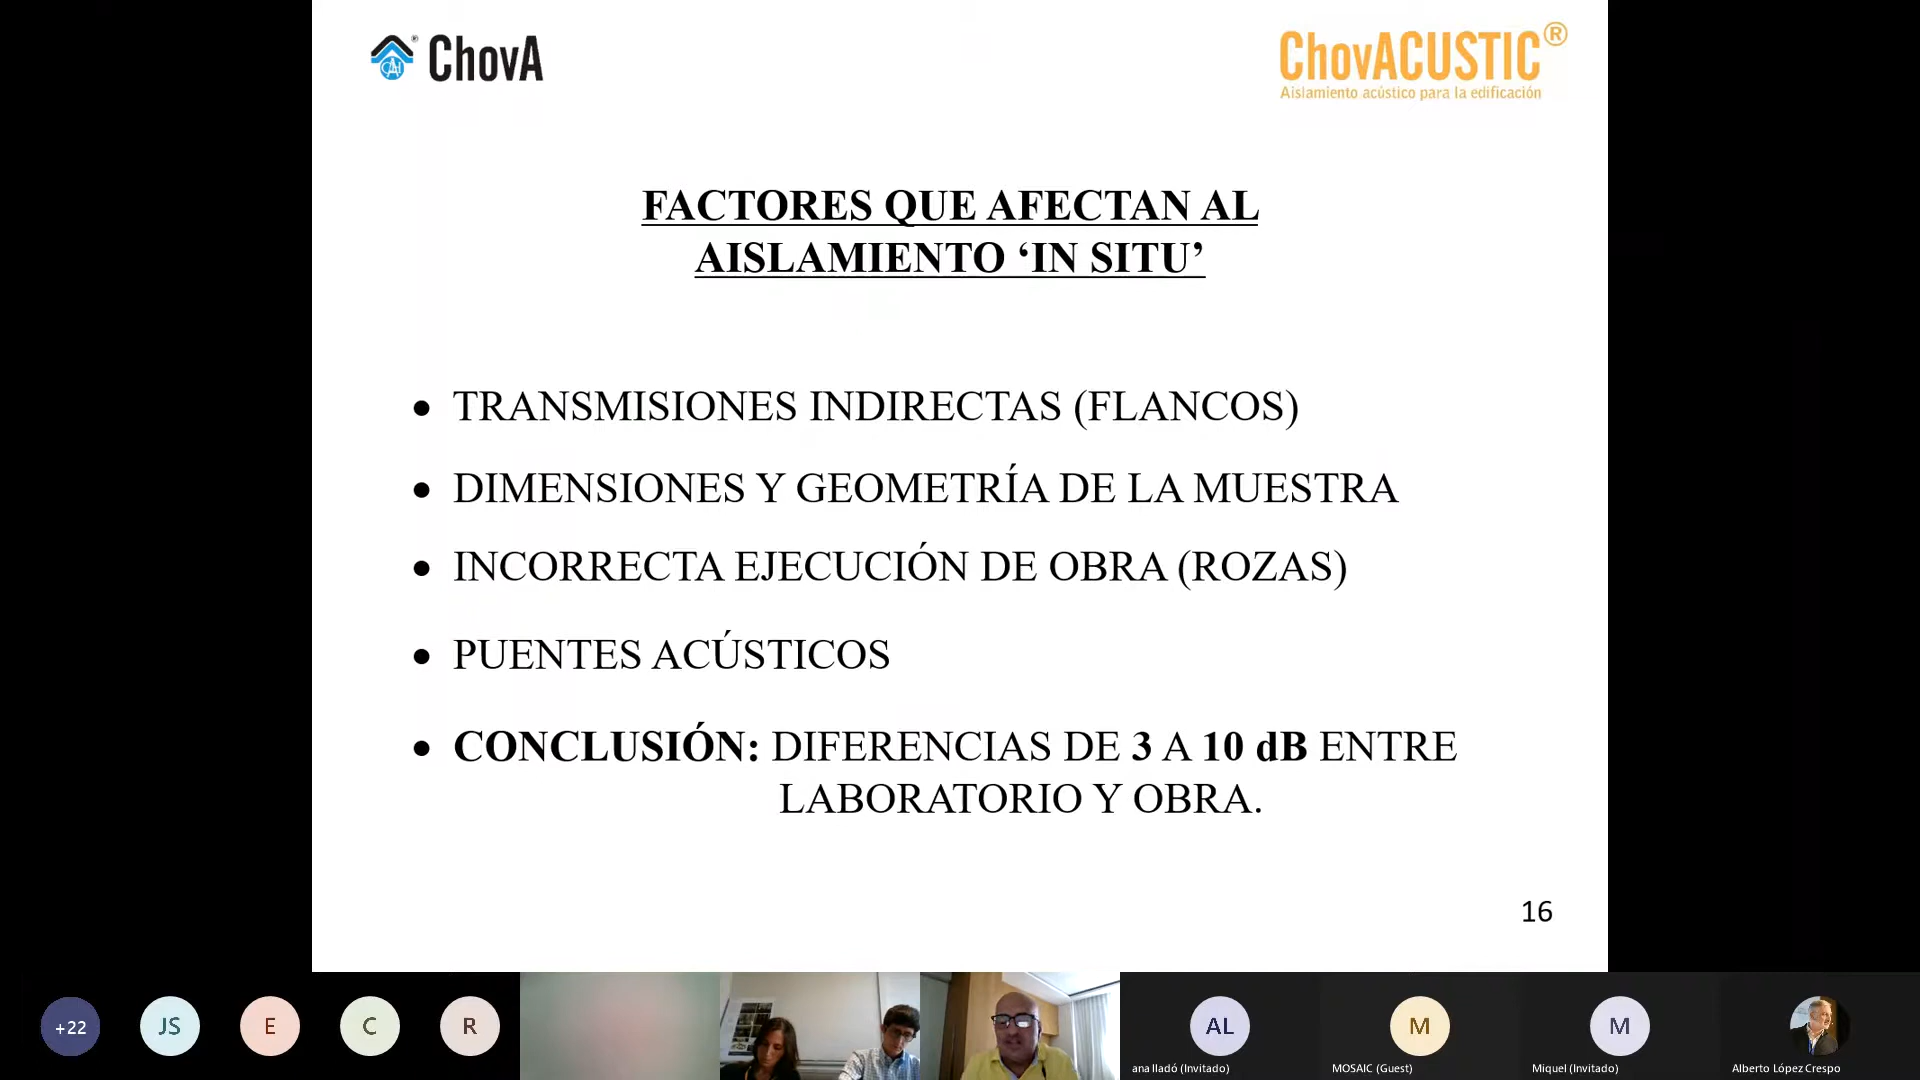 ChovA
ChovACUSTIC®
Aislamiento acústico para la edificación
FACTORES QUE AFECTAN AL
AISLAMIENTO ‘IN SITU’
• TRANSMISIONES INDIRECTAS (FLANCOS)
• DIMENSIONES Y GEOMETRÍA DE LA MUESTRA
• INCORRECTA EJECUCIÓN DE OBRA (ROZAS)
• PUENTES ACÚSTICOS
• CONCLUSIÓN: DIFERENCIAS DE 3 A 10 dB ENTRE
LABORATORIO Y OBRA.
16
+22
JS
E
C
R
AL
M
M
ana lladó (Invitado)
MOSAIC (Guest)
Miquel (Invitado)
Alberto López Crespo